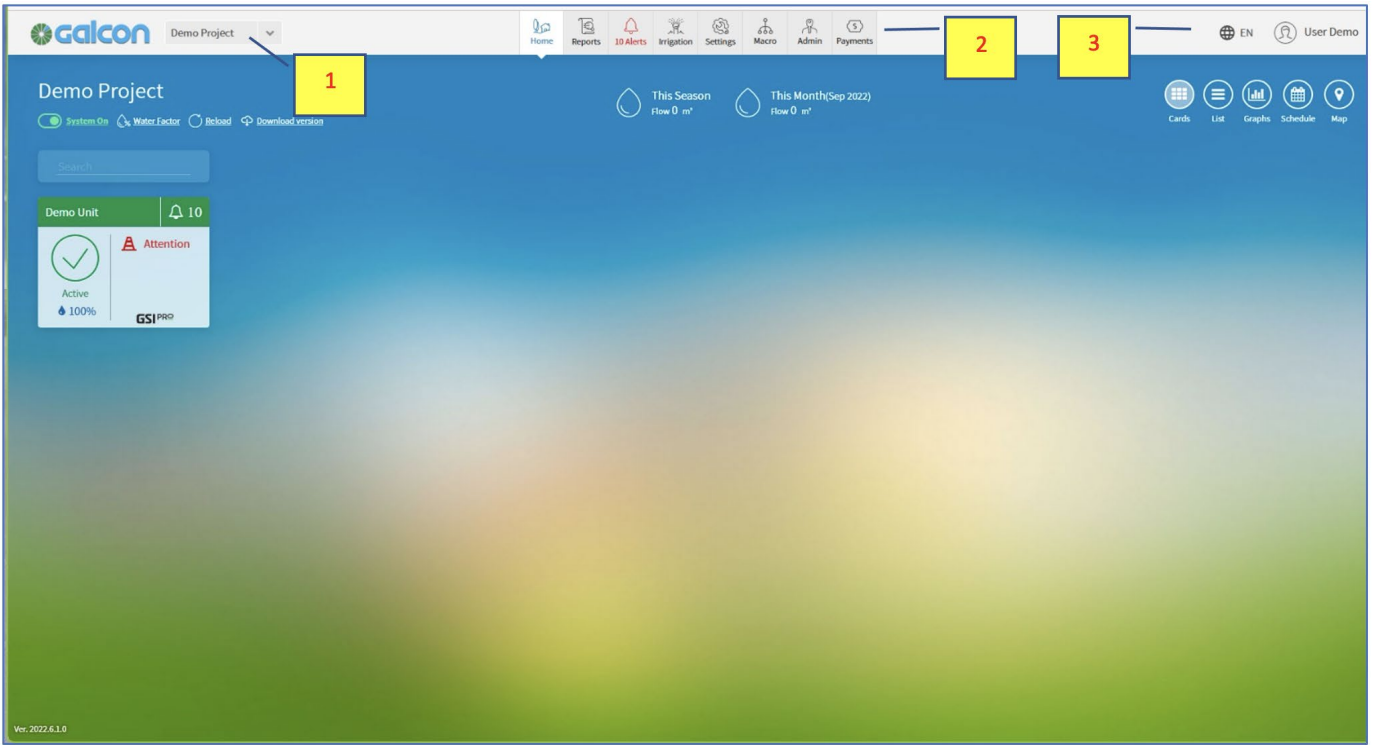 Galcon
Demo Project
Home Reports 10 Alerts Irrigation Settings Macro Admin Payments
EN User Demo
1
2
3
Demo Project
System On Water Factor Reload Download version
This Season
Flow 0 m³
This Month(Sep 2022)
Flow 0 m³
Cards List Graphs Schedule Map
Search
Demo Unit 10
Attention
Active
100%
GSI PRO
Ver. 2022.6.1.0